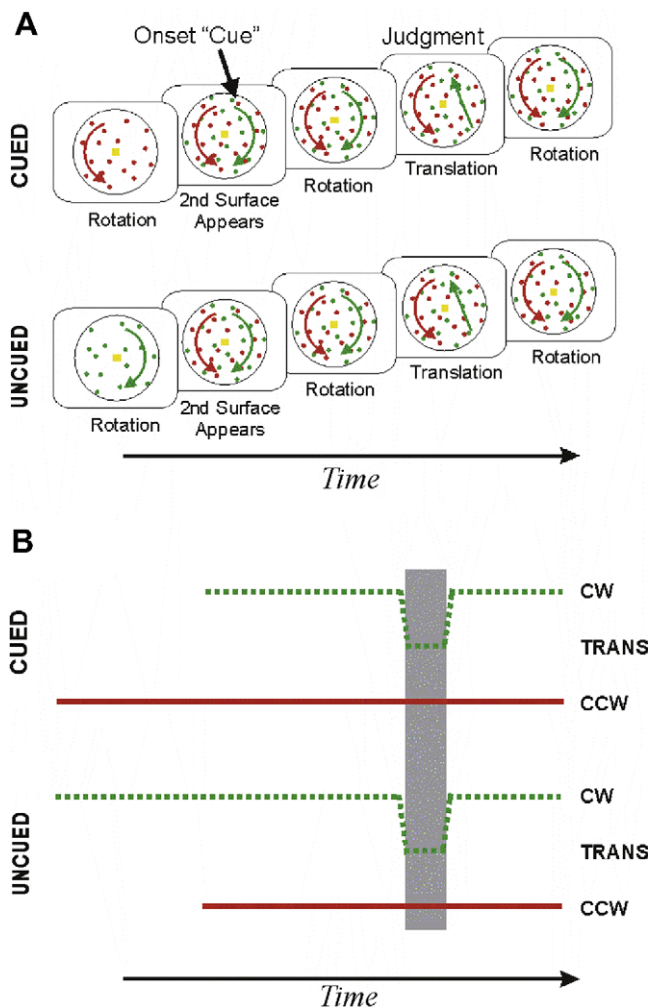 A
Onset "Cue"
Judgment
CUED
Rotation
2nd Surface
Appears
Rotation
Translation
Rotation
UNCUED
Rotation
2nd Surface
Appears
Rotation
Translation
Rotation
Time
B
CUED
CW
TRANS
CCW
UNCUED
CW
TRANS
CCW
Time